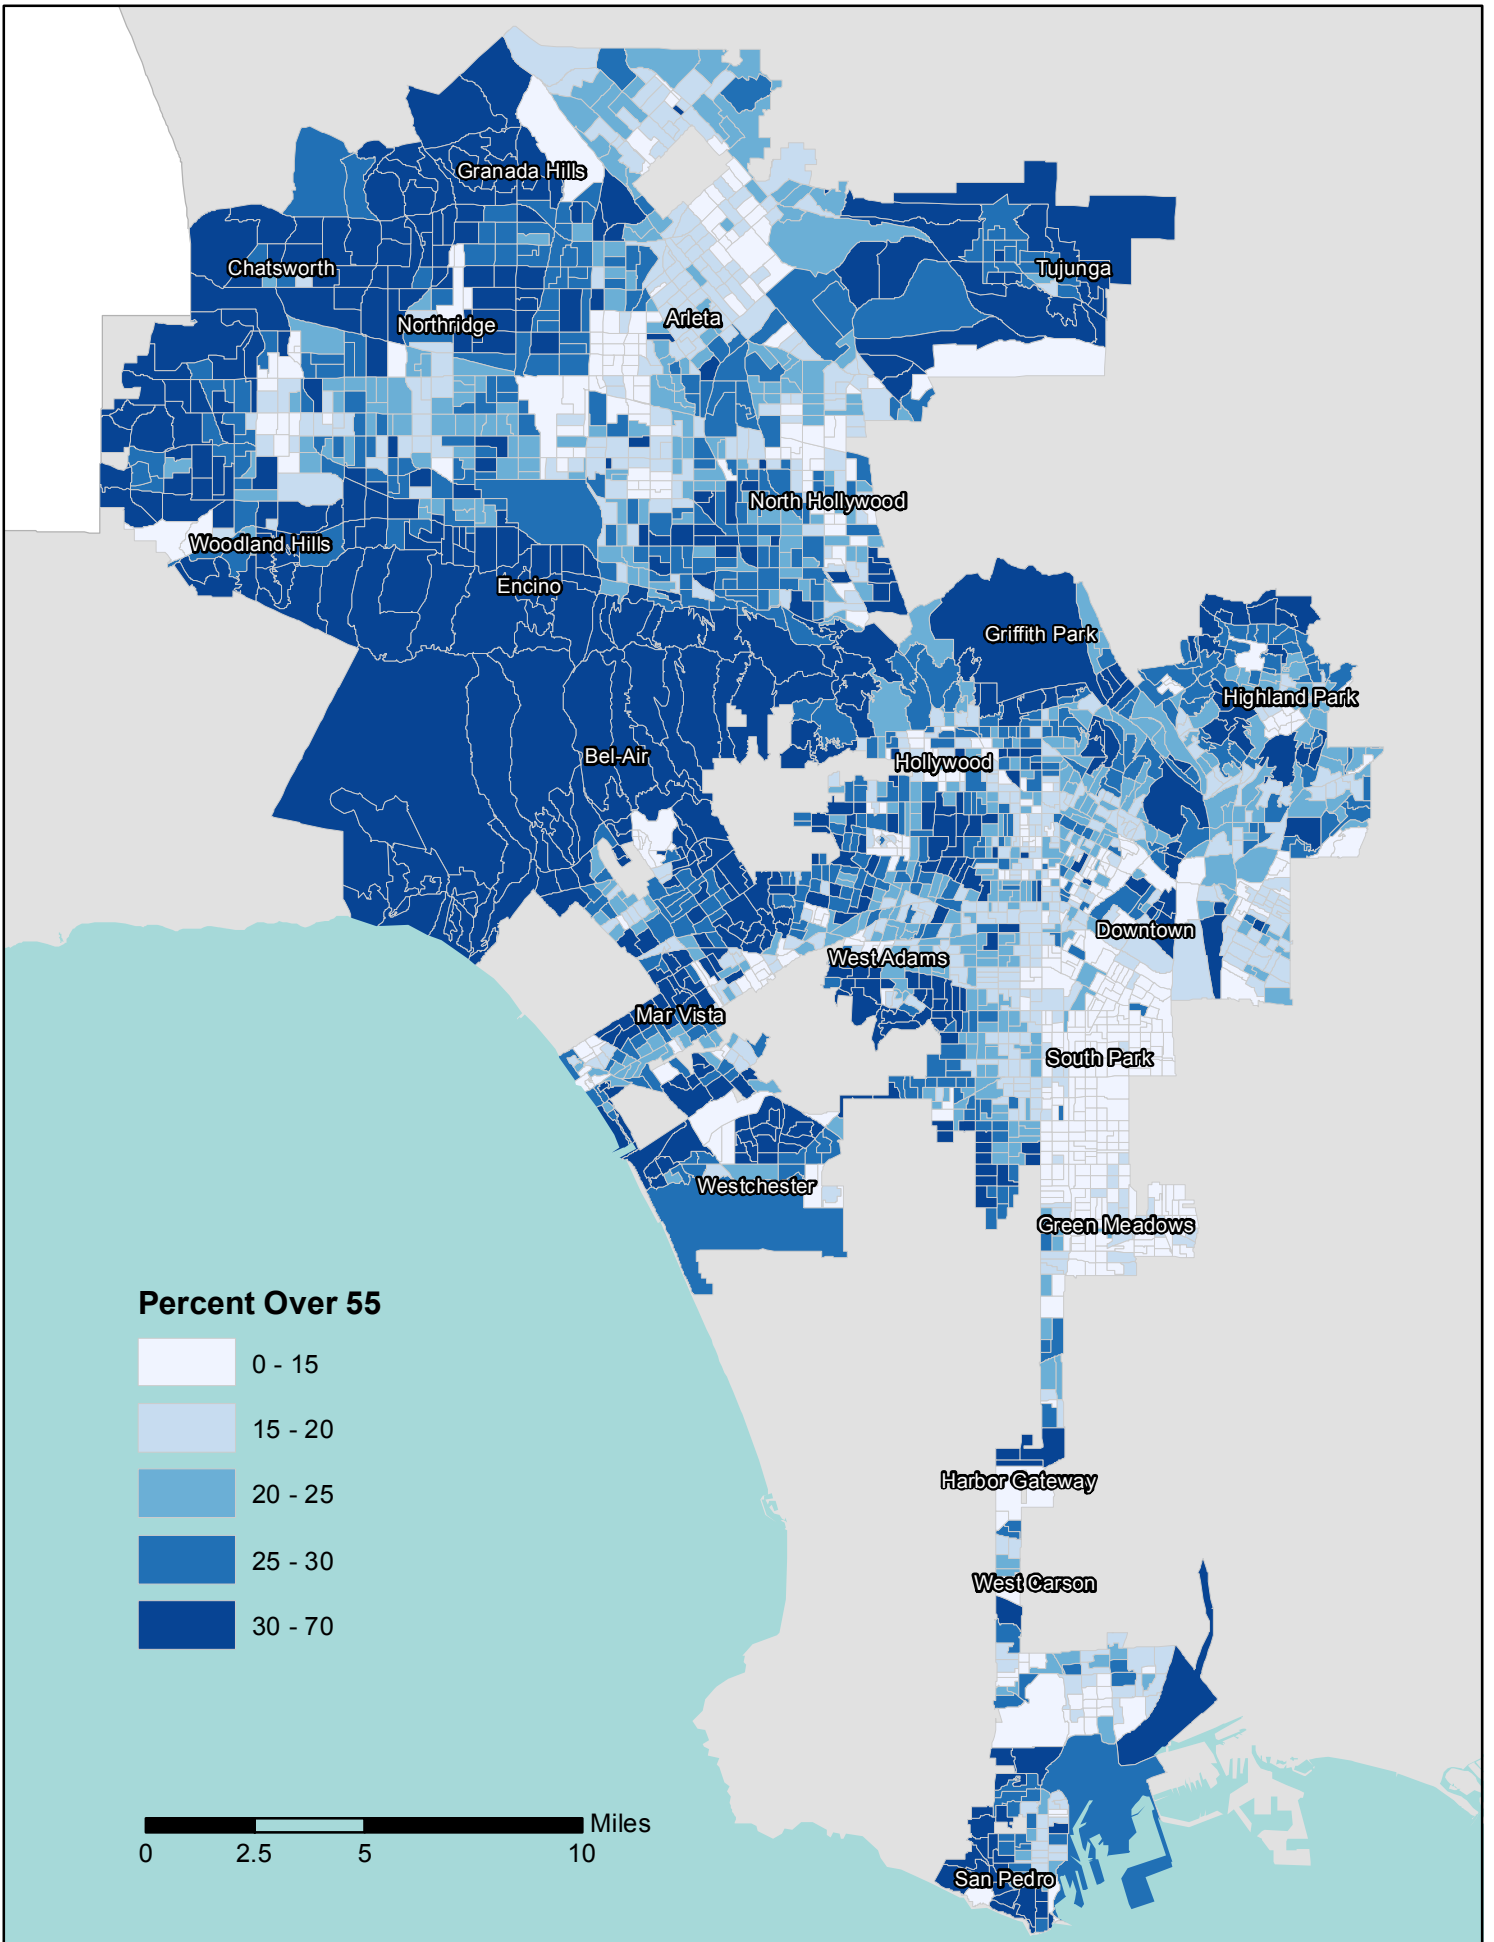 Granada Hills
Chatsworth
Tujunga
Northridge
Arleta
North Hollywood
Woodland Hills
Encino
Griffith Park
Highland Park
Bel-Air
Hollywood
Downtown
West Adams
Mar Vista
South Park
Westchester
Green Meadows
Percent Over 55
0 - 15
15 - 20
20 - 25
25 - 30
30 - 70
Harbor Gateway
West Carson
San Pedro
Miles
0 2.5 5 10